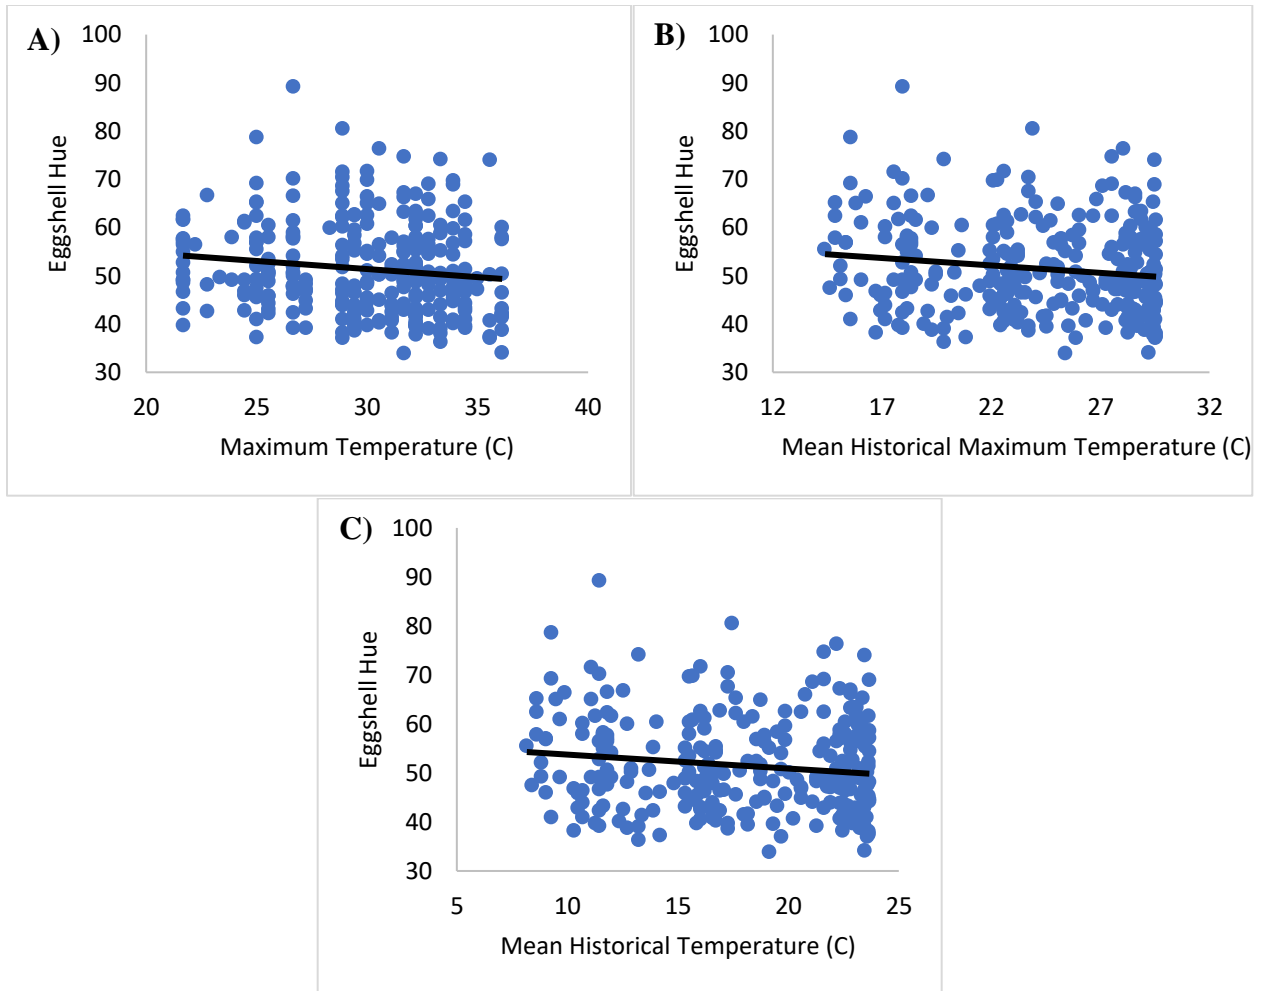 A)
100
90
80
70
60
50
40
30
Eggshell Hue
20 25 30 35 40
Maximum Temperature (C)
B)
100
90
80
70
60
50
40
30
Eggshell Hue
12 17 22 27 32
Mean Historical Maximum Temperature (C)
C)
100
90
80
70
60
50
40
30
Eggshell Hue
5 10 15 20 25
Mean Historical Temperature (C)